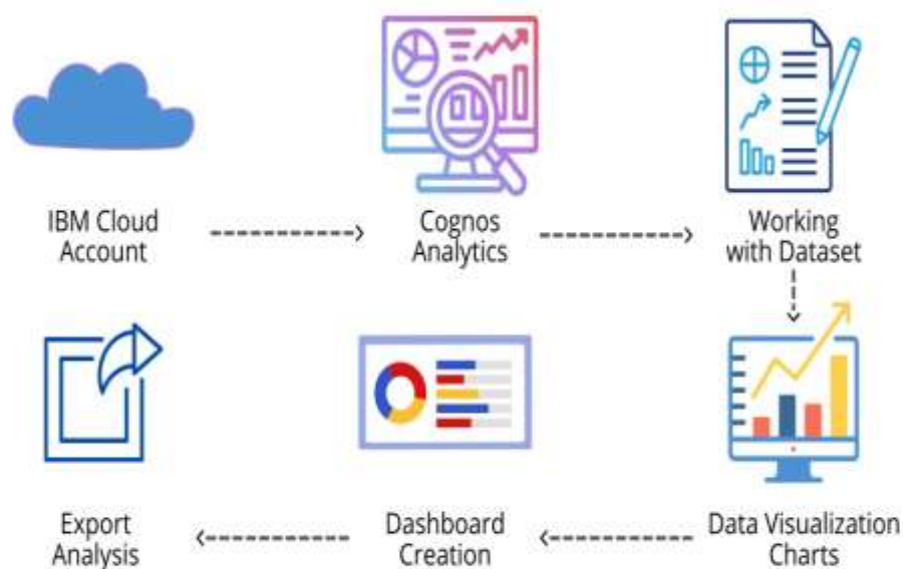 IBM Cloud
Account
Cognos
Analytics
Working
with Dataset
Export
Analysis
Dashboard
Creation
Data Visualization
Charts